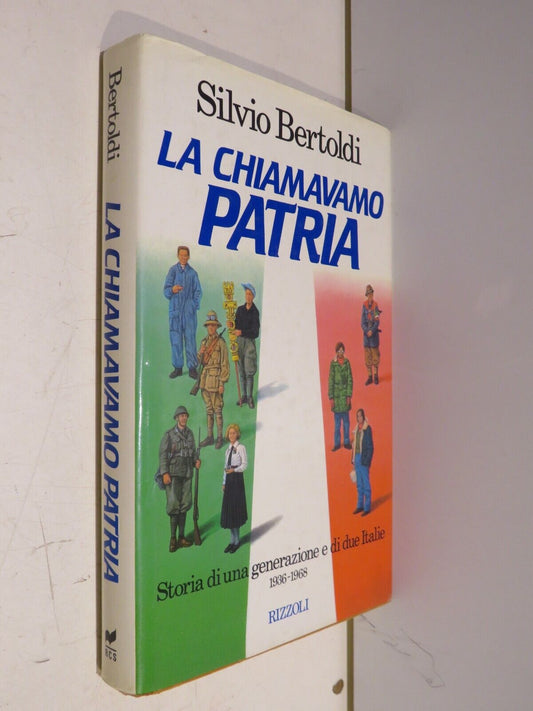 Silvio Bertoldi
LA CHIAMAVAMO
PATRIA
Storia di una generazione e di due Italie
1936-1968
RIZZOLI
Bertoldi
LA CHIAMAVAMO PATRIA
RCS